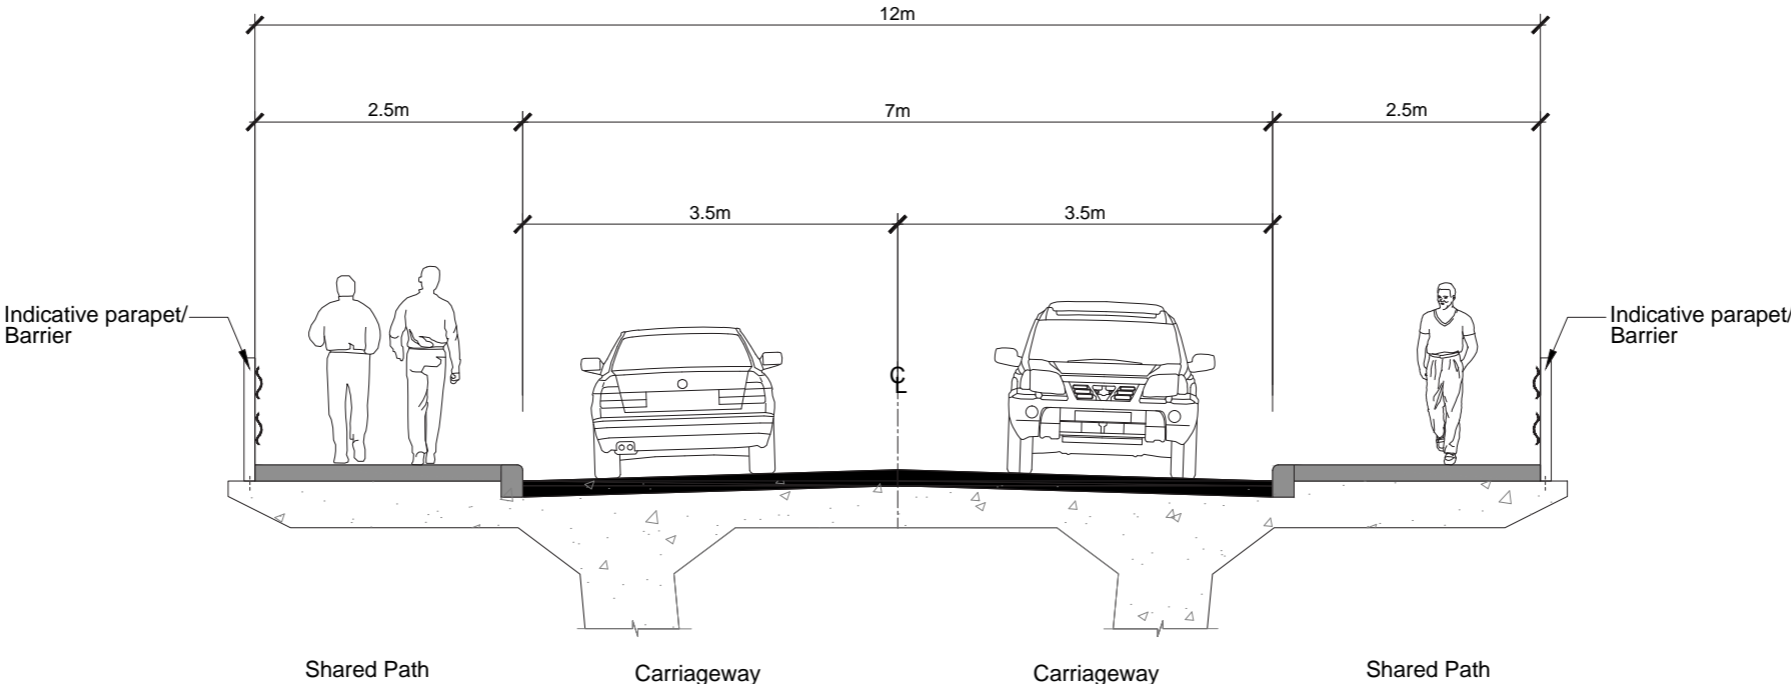 12m
2.5m
7m
2.5m
3.5m
3.5m
Indicative parapet/
Barrier
Indicative parapet/
Barrier
℄
Shared Path
Carriageway
Carriageway
Shared Path